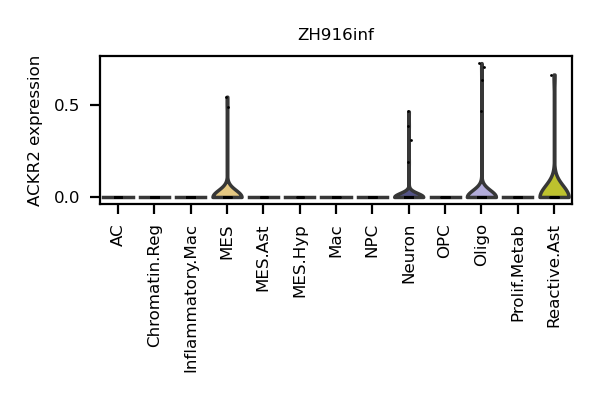 ZH916inf
ACKR2 expression
0.5
0.0
AC
Chromatin.Reg
Inflammatory.Mac
MES
MES.Ast
MES.Hyp
Mac
NPC
Neuron
OPC
Oligo
Prolif.Metab
Reactive.Ast